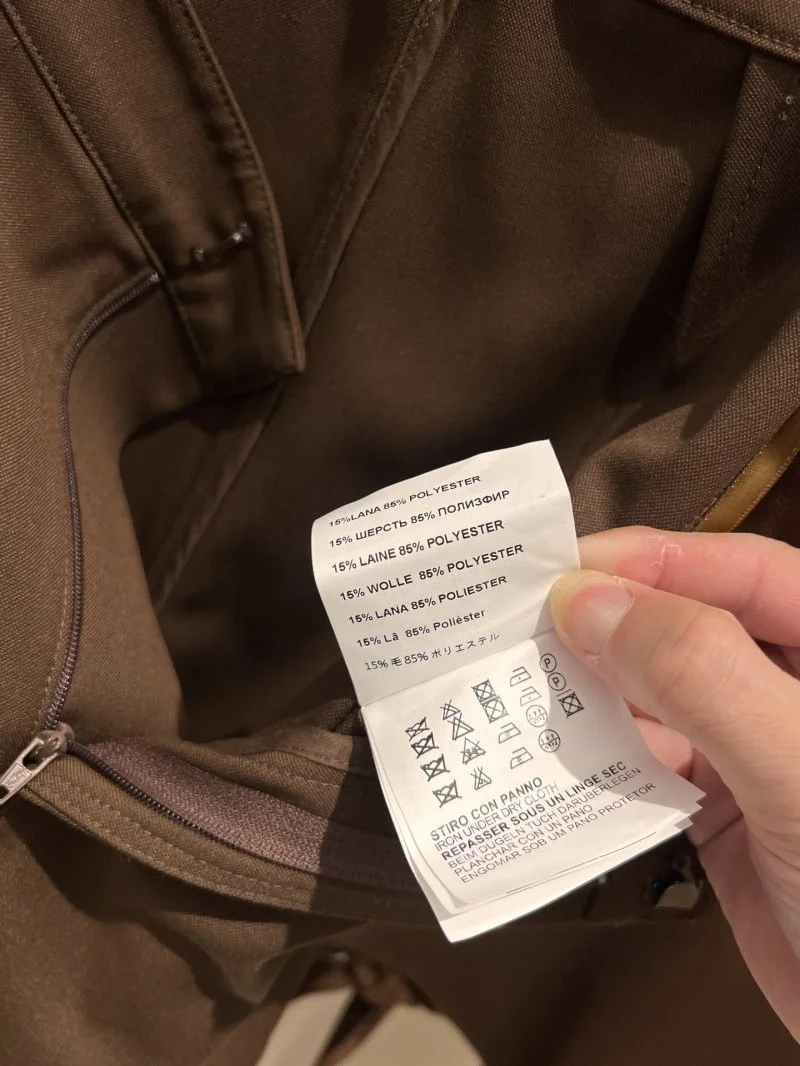 15%LANA 85% POLYESTER
15% ШЕРСТЬ 85% ПОЛИЭФИР
15% LAINE 85% POLYESTER
15% WOLLE 85% POLYESTER
15% LANA 85% POLIESTER
15% Lã 85% Poliéster
15% 毛 85% ポリエステル
P
P
STIRO CON PANNO
IRON UNDER DRY CLOTH
REPASSER SOUS UN LINGE SEC
BEIM DÜGELN TUCH DARÜBERLEGEN
PLANCHAR CON UN PANO
ENGOMAR SOB UM PANO PROTETOR